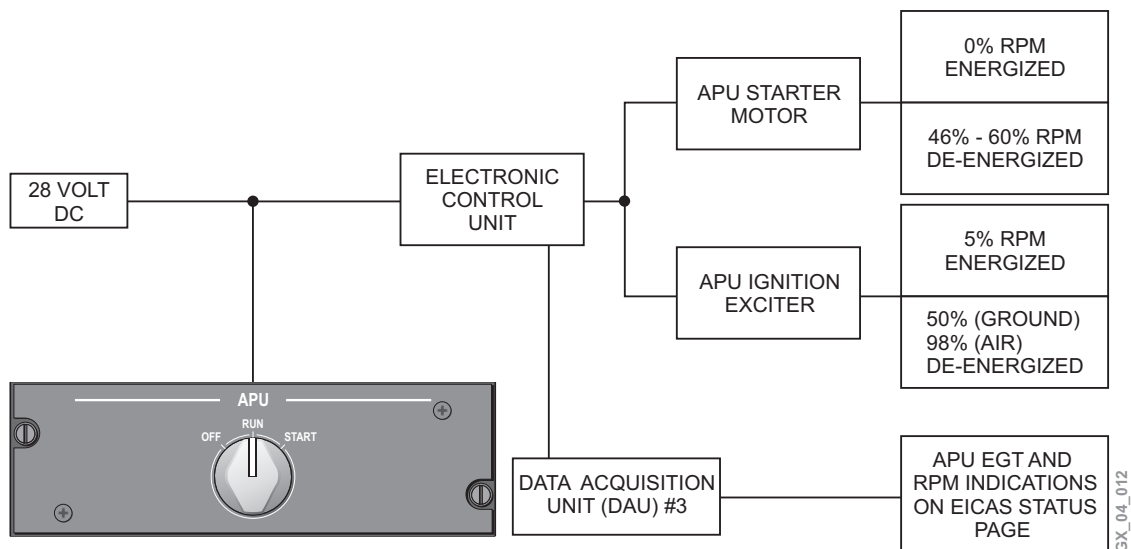 0% RPM
ENERGIZED
APU STARTER
MOTOR
46% - 60% RPM
DE-ENERGIZED
28 VOLT
DC
ELECTRONIC
CONTROL
UNIT
5% RPM
ENERGIZED
APU IGNITION
EXCITER
50% (GROUND)
98% (AIR)
DE-ENERGIZED
APU
OFF
RUN
START
DATA ACQUISITION
UNIT (DAU) #3
APU EGT AND
RPM INDICATIONS
ON EICAS STATUS
PAGE
GX_04_012